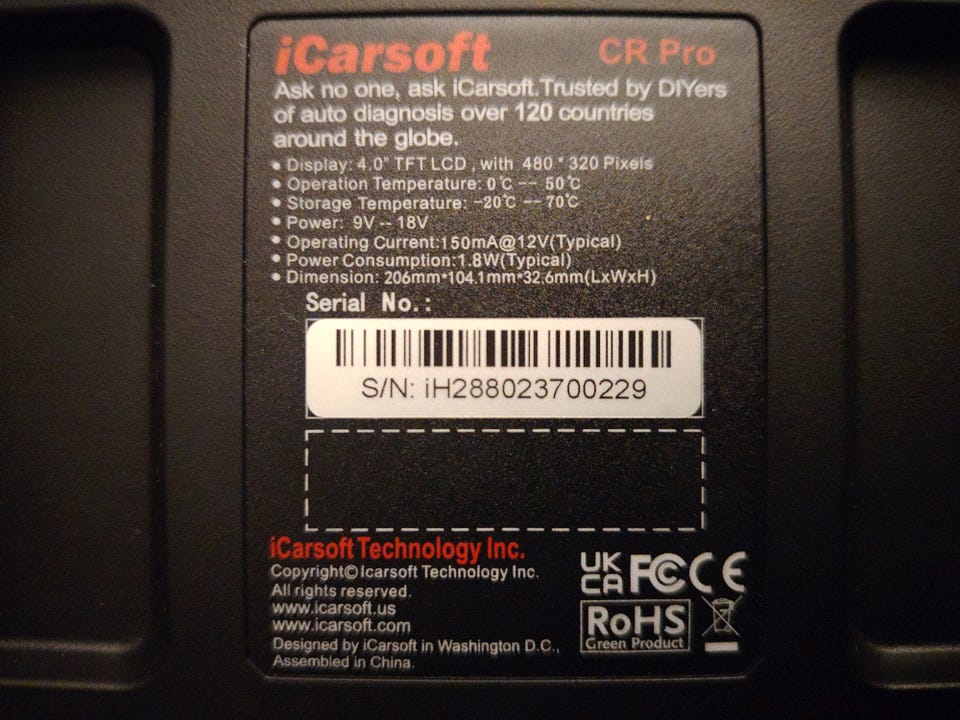 iCarsoft CR Pro
Ask no one, ask iCarsoft.Trusted by DIYers
of auto diagnosis over 120 countries
around the globe.
• Display: 4.0" TFT LCD , with 480 * 320 Pixels
• Operation Temperature: 0℃ -- 50℃
• Storage Temperature: -20℃ -- 70℃
• Power: 9V -- 18V
• Operating Current:150mA@12V(Typical)
• Power Consumption:1.8W(Typical)
• Dimension: 206mm*104.1mm*32.6mm(LxWxH)
Serial No.:
S/N: iH288023700229
iCarsoft Technology Inc.
Copyright© Icarsoft Technology Inc.
All rights reserved.
www.icarsoft.us
www.icarsoft.com
Designed by iCarsoft in Washington D.C.,
Assembled in China.
UK
CA FC CE
RoHS
Green Product